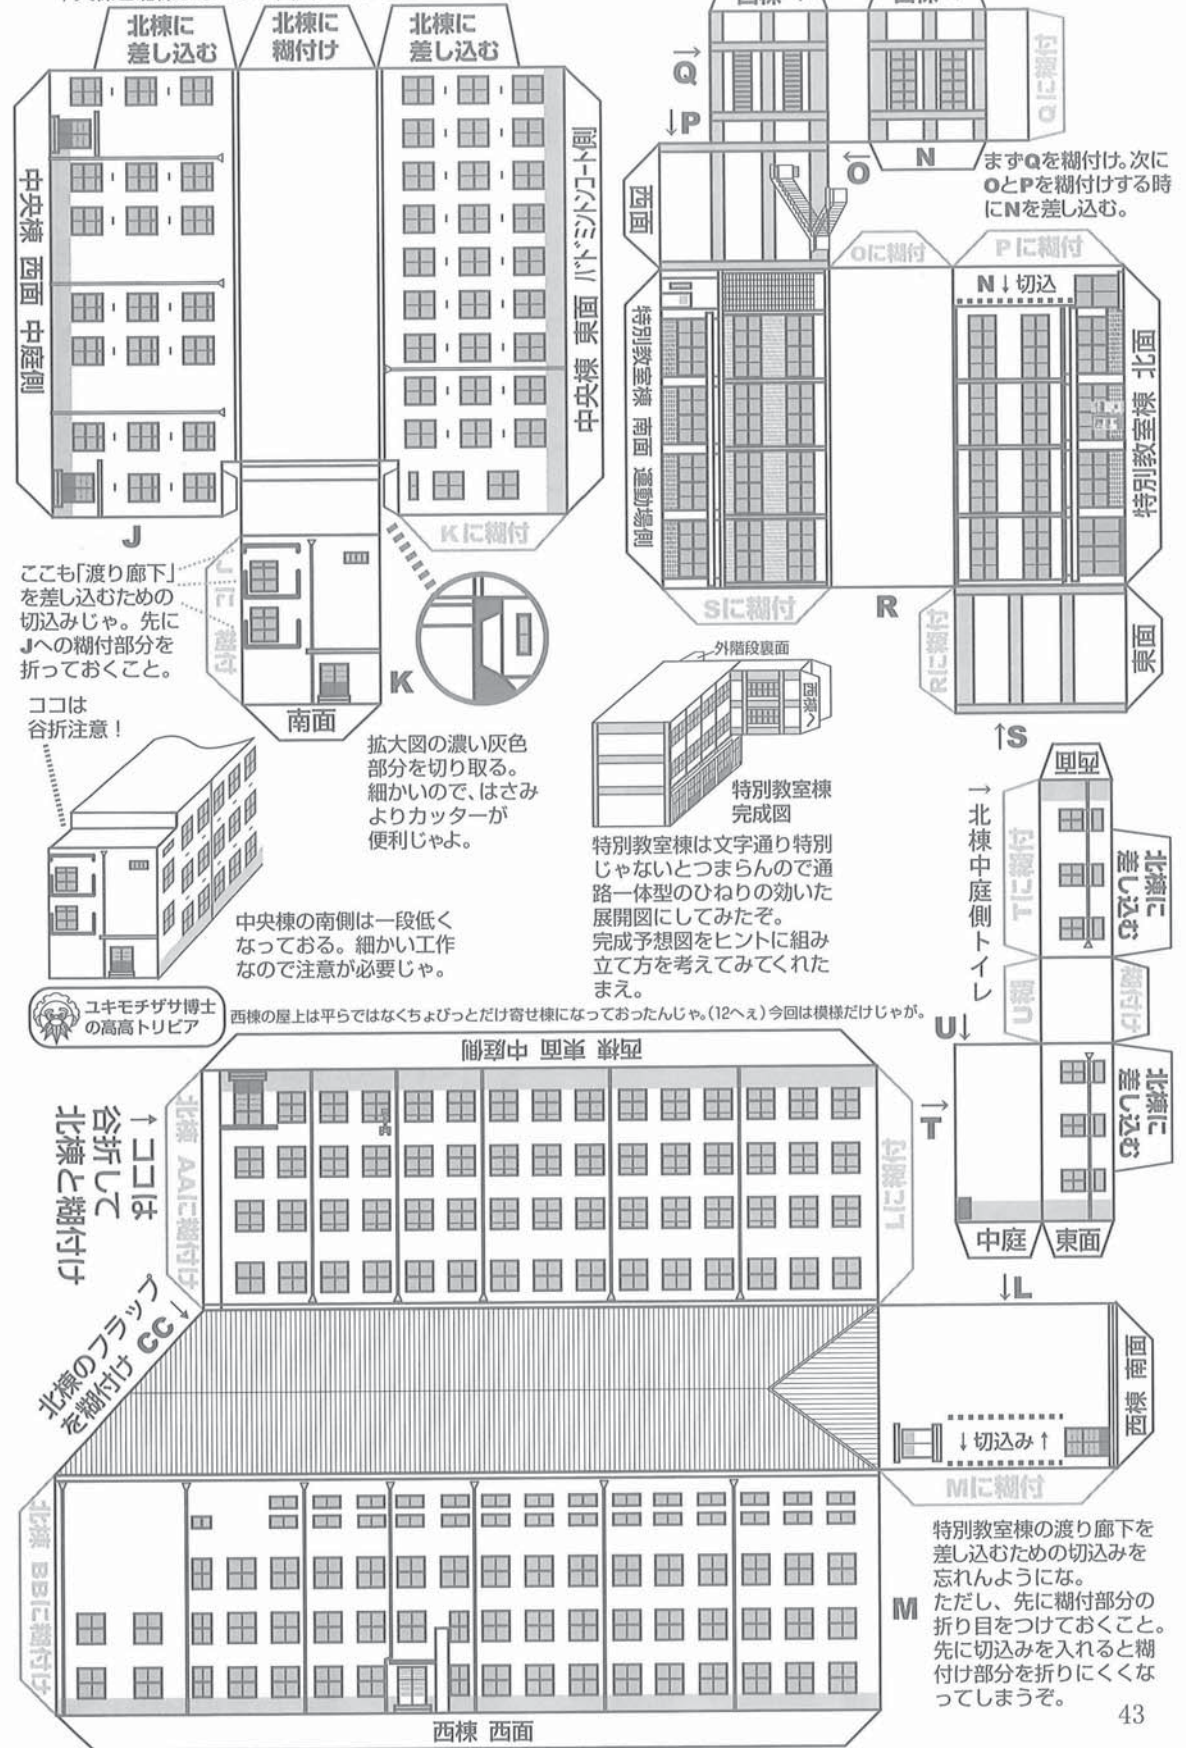 北棟に
差し込む
北棟に
糊付け
北棟に
差し込む
中央棟 西面 中庭側
中央棟 東面 バドミントンコート側
J
Kに糊付
ここも「渡り廊下」
を差し込むための
切込みじゃ。先に
Jへの糊付部分を
折っておくこと。
Jに糊付
K
南面
ココは
谷折注意！
拡大図の濃い灰色
部分を切り取る。
細かいので、はさみ
よりカッターが
便利じゃよ。
中央棟の南側は一段低く
なっておる。細かい工作
なので注意が必要じゃ。
→
Q
↓P
Qに糊付
西面
←
O
N
まずQを糊付け。次に
OとPを糊付けする時
にNを差し込む。
Oに糊付
Pに糊付
N↓切込
特別教室棟 南面 運動場側
特別教室棟 北面
Sに糊付
R
Rに糊付
東面
↑S
外階段裏面
西棟へ
特別教室棟
完成図
特別教室棟は文字通り特別
じゃないとつまらんので通
路一体型のひねりの効いた
展開図にしてみたぞ。
完成予想図をヒントに組み
立て方を考えてみてくれた
まえ。
→北棟中庭側トイレ
西面
Tに糊付
北棟に
差し込む
U糊
糊付け
U↓
北棟に
差し込む
中庭
東面
ユキモチザサ博士
の高高トリビア
西棟の屋上は平らではなくちょびっとだけ寄せ棟になっておったんじゃ。(12へぇ)今回は模様だけじゃが。
西棟 東面 中庭側
↑ココは
谷折して
北棟と糊付け
北棟 AAに糊付け
Lに糊付
→
T
↓L
北棟のフラップ
を糊付け CC↓
西棟 南面
↓切込み↑
Mに糊付
北棟 BBに糊付け
M
特別教室棟の渡り廊下を
差し込むための切込みを
忘れんようにな。
ただし、先に糊付部分の
折り目をつけておくこと。
先に切込みを入れると糊
付け部分を折りにくくな
ってしまうぞ。
西棟 西面
43